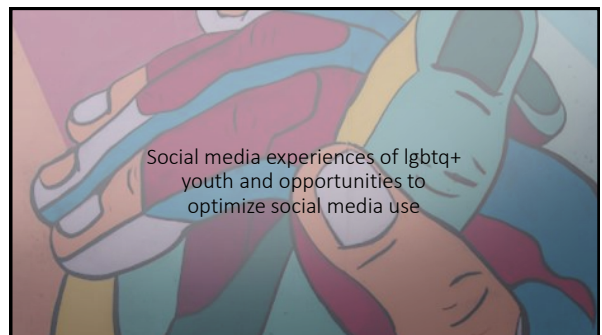 Social media experiences of lgbtq+
youth and opportunities to
optimize social media use